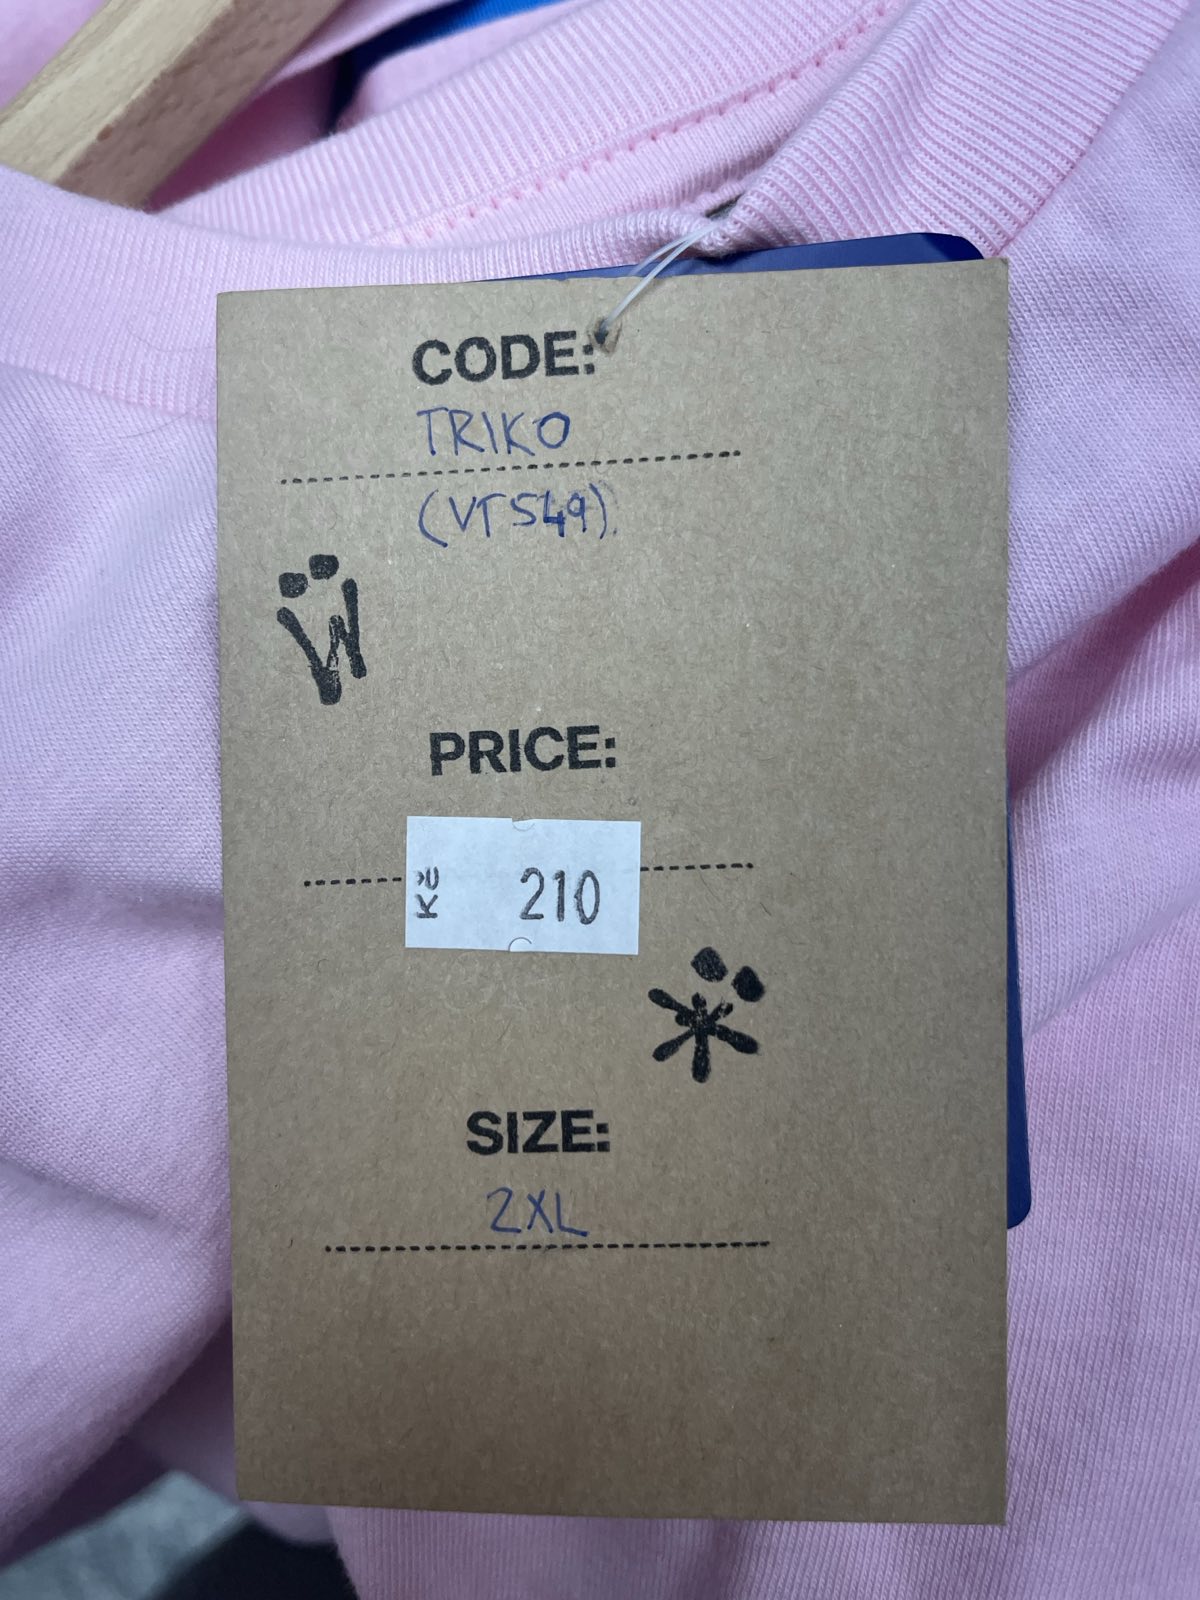 CODE:
TRIKO
(VT549)
PRICE:
Kč 210
SIZE:
2XL